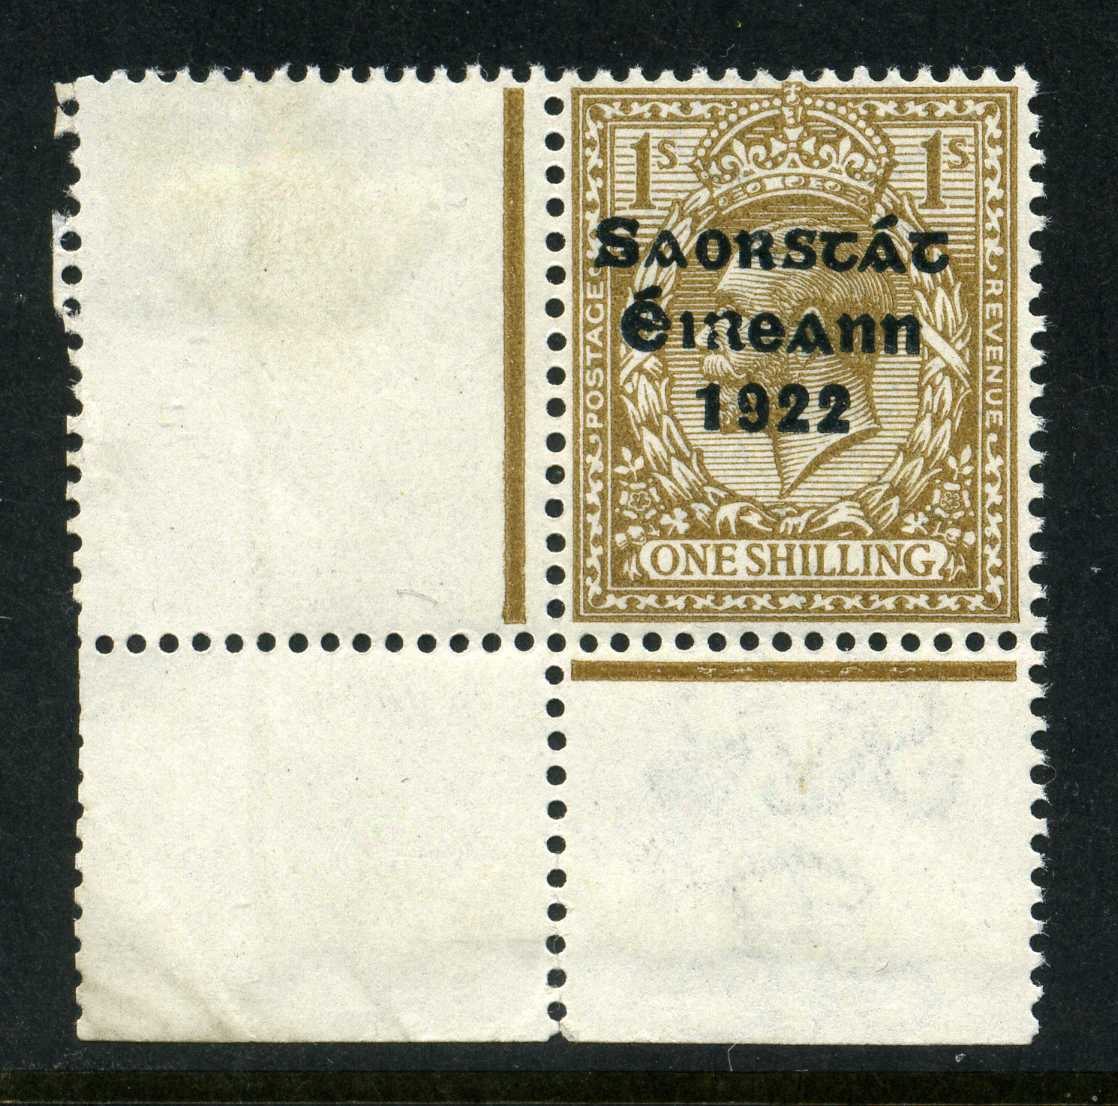 1s 1s
Saorstát
Éireann
1922
POSTAGE
REVENUE
ONE SHILLING